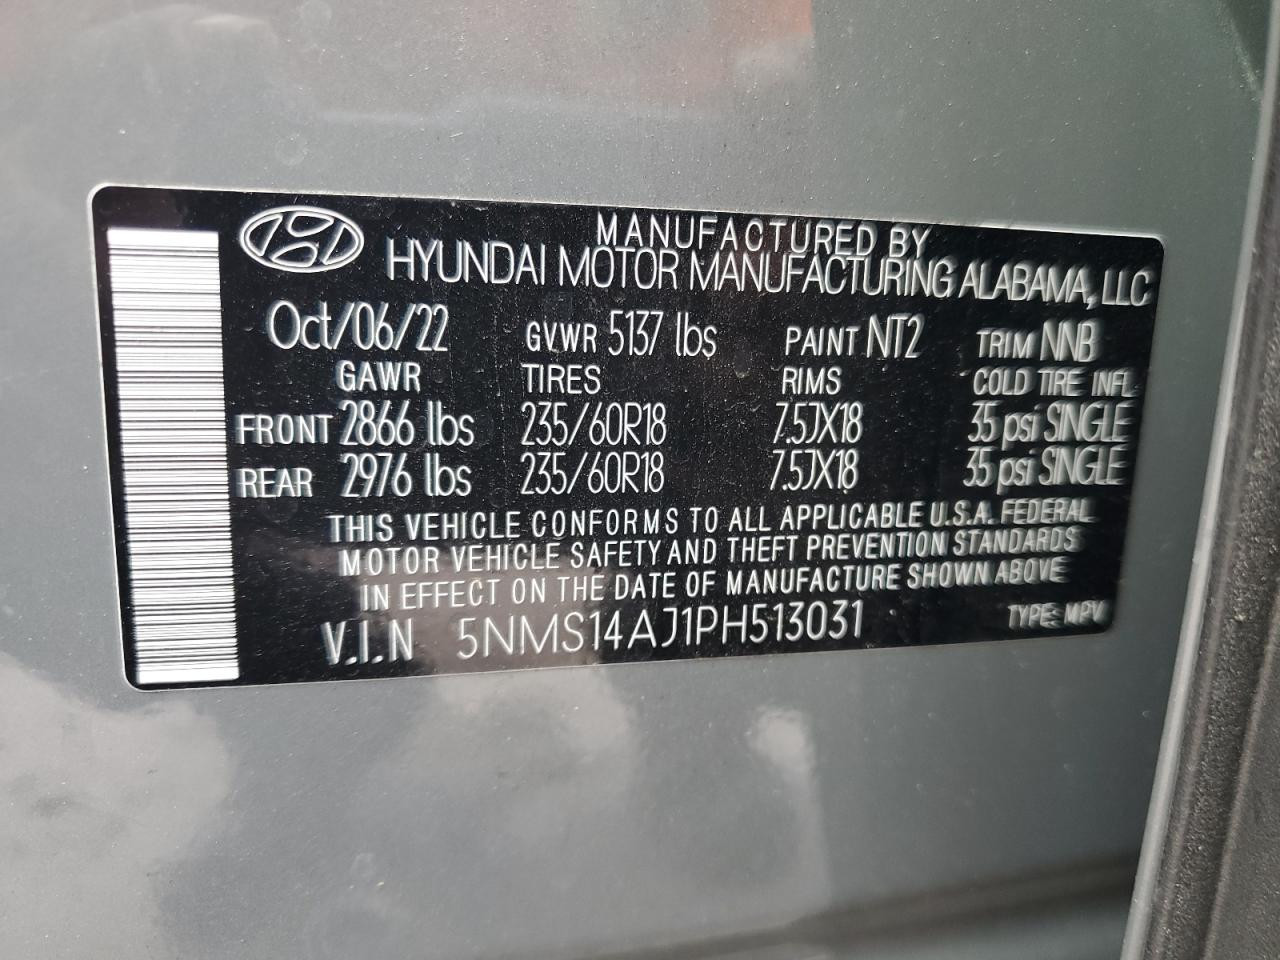 MANUFACTURED BY
HYUNDAI MOTOR MANUFACTURING ALABAMA, LLC
Oct/06/22 GVWR 5137 lbs PAINT NT2 TRIM NNB
GAWR TIRES RIMS COLD TIRE INFL
FRONT 2866 lbs 235/60R18 7.5JX18 35 psi SINGLE
REAR 2976 lbs 235/60R18 7.5JX18 35 psi SINGLE
THIS VEHICLE CONFORMS TO ALL APPLICABLE U.S.A. FEDERAL
MOTOR VEHICLE SAFETY AND THEFT PREVENTION STANDARDS
IN EFFECT ON THE DATE OF MANUFACTURE SHOWN ABOVE
V.I.N 5NMS14AJ1PH513031 TYPE: MPV